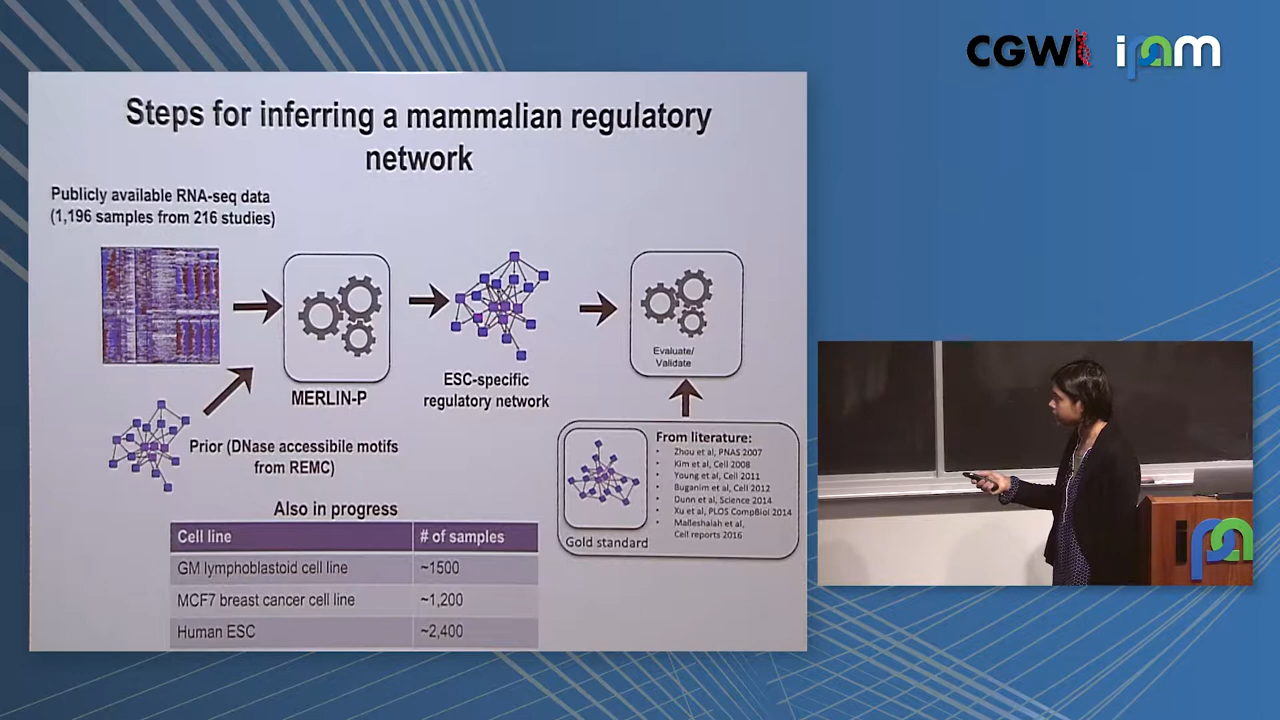 CGWI ipam
Steps for inferring a mammalian regulatory
network
Publicly available RNA-seq data
(1,196 samples from 216 studies)
MERLIN-P
ESC-specific
regulatory network
Evaluate/
Validate
Prior (DNase accessibile motifs
from REMC)
Gold standard
From literature:
• Zhou et al, PNAS 2007
• Kim et al, Cell 2008
• Young et al, Cell 2011
• Buganim et al, Cell 2012
• Dunn et al, Science 2014
• Xu et al, PLOS CompBiol 2014
• Malleshaiah et al,
Cell reports 2016
Also in progress
Cell line # of samples
GM lymphoblastoid cell line ~1500
MCF7 breast cancer cell line ~1,200
Human ESC ~2,400